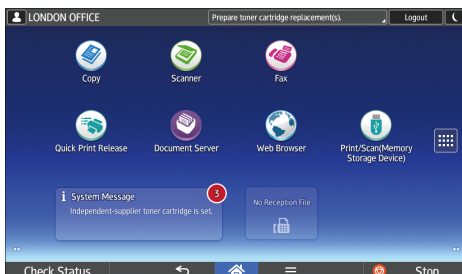 LONDON OFFICE
Prepare toner cartridge replacement(s).
Logout
Copy
Scanner
Fax
Quick Print Release
Document Server
Web Browser
Print/Scan(Memory
Storage Device)
System Message
3
Independent-supplier toner cartridge is set.
No Reception File
Check Status
Stop